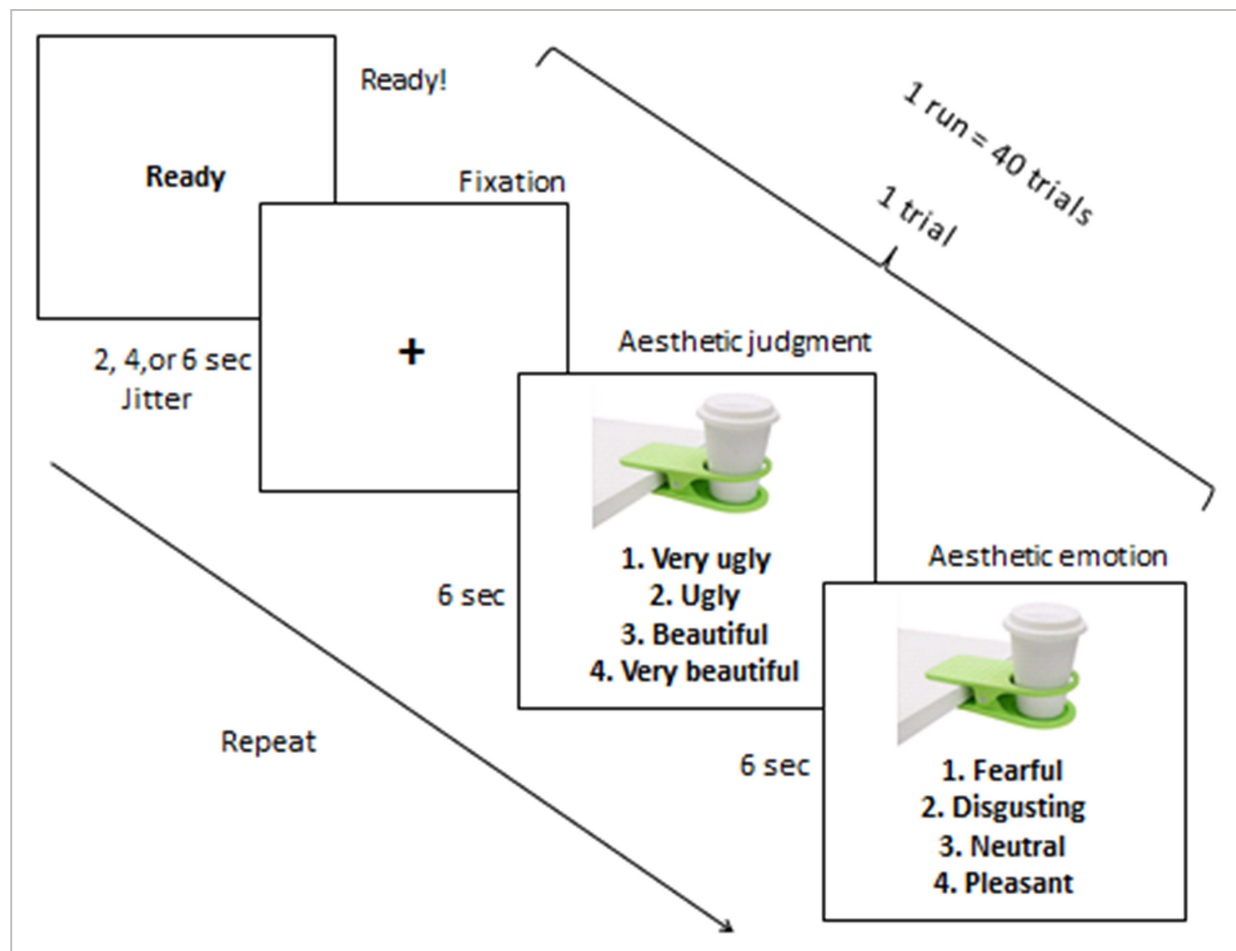 Ready!
Ready
1 run = 40 trials
1 trial
Fixation
+
2, 4,or 6 sec
Jitter
Aesthetic judgment
1. Very ugly
2. Ugly
3. Beautiful
4. Very beautiful
6 sec
Aesthetic emotion
1. Fearful
2. Disgusting
3. Neutral
4. Pleasant
6 sec
Repeat